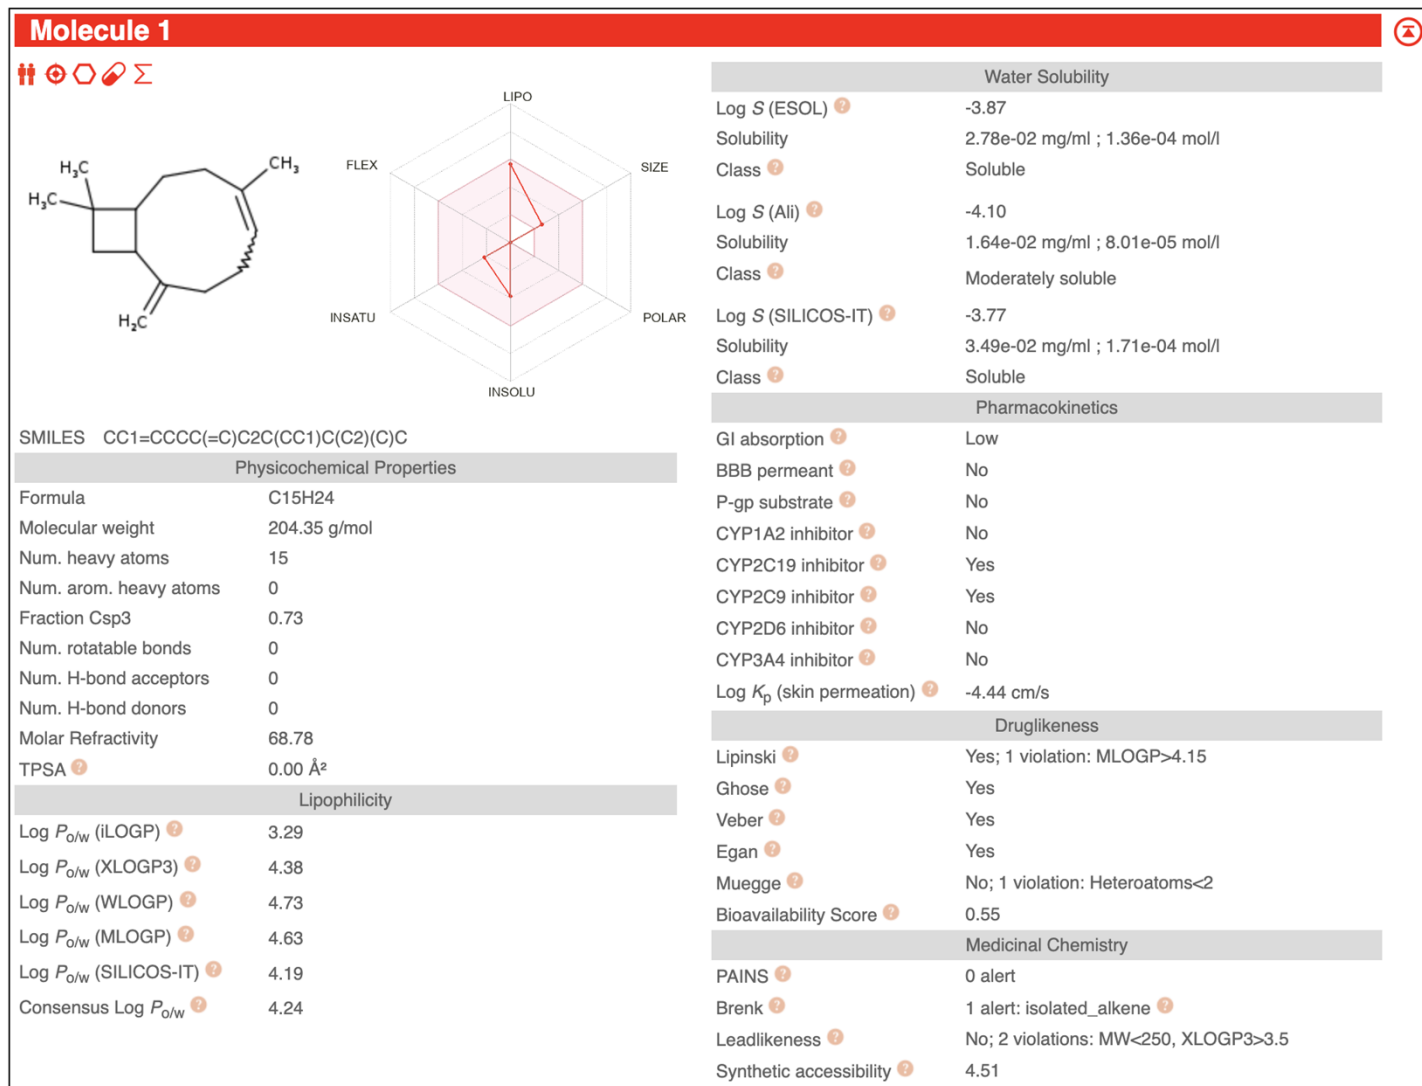 Molecule 1
H₃C
H₃C
CH₃
H₂C
LIPO
FLEX
SIZE
INSATU
POLAR
INSOLU
SMILES CC1=CCCC(=C)C2C(CC1)C(C2)(C)C
Physicochemical Properties
Formula C15H24
Molecular weight 204.35 g/mol
Num. heavy atoms 15
Num. arom. heavy atoms 0
Fraction Csp3 0.73
Num. rotatable bonds 0
Num. H-bond acceptors 0
Num. H-bond donors 0
Molar Refractivity 68.78
TPSA ? 0.00 Å²
Lipophilicity
Log Po/w (iLOGP) ? 3.29
Log Po/w (XLOGP3) ? 4.38
Log Po/w (WLOGP) ? 4.73
Log Po/w (MLOGP) ? 4.63
Log Po/w (SILICOS-IT) ? 4.19
Consensus Log Po/w ? 4.24
Water Solubility
Log S (ESOL) ? -3.87
Solubility 2.78e-02 mg/ml ; 1.36e-04 mol/l
Class ? Soluble
Log S (Ali) ? -4.10
Solubility 1.64e-02 mg/ml ; 8.01e-05 mol/l
Class ? Moderately soluble
Log S (SILICOS-IT) ? -3.77
Solubility 3.49e-02 mg/ml ; 1.71e-04 mol/l
Class ? Soluble
Pharmacokinetics
GI absorption ? Low
BBB permeant ? No
P-gp substrate ? No
CYP1A2 inhibitor ? No
CYP2C19 inhibitor ? Yes
CYP2C9 inhibitor ? Yes
CYP2D6 inhibitor ? No
CYP3A4 inhibitor ? No
Log Kp (skin permeation) ? -4.44 cm/s
Druglikeness
Lipinski ? Yes; 1 violation: MLOGP>4.15
Ghose ? Yes
Veber ? Yes
Egan ? Yes
Muegge ? No; 1 violation: Heteroatoms<2
Bioavailability Score ? 0.55
Medicinal Chemistry
PAINS ? 0 alert
Brenk ? 1 alert: isolated_alkene ?
Leadlikeness ? No; 2 violations: MW<250, XLOGP3>3.5
Synthetic accessibility ? 4.51